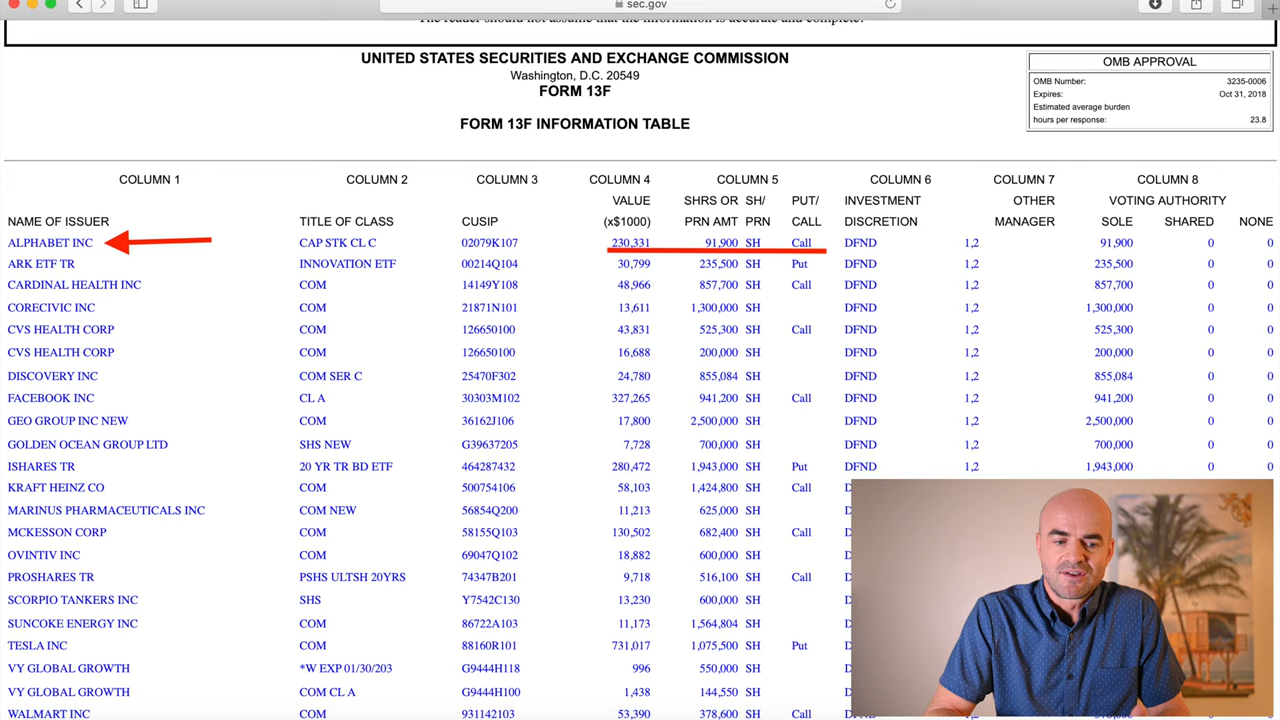 sec.gov
The reader should not assume that the information is accurate and complete.
UNITED STATES SECURITIES AND EXCHANGE COMMISSION
Washington, D.C. 20549
FORM 13F
FORM 13F INFORMATION TABLE
OMB APPROVAL
OMB Number: 3235-0006
Expires: Oct 31, 2018
Estimated average burden
hours per response: 23.8
COLUMN 1 COLUMN 2 COLUMN 3 COLUMN 4 COLUMN 5 COLUMN 6 COLUMN 7 COLUMN 8
VALUE SHRS OR SH/ PUT/ INVESTMENT OTHER VOTING AUTHORITY
NAME OF ISSUER TITLE OF CLASS CUSIP (x$1000) PRN AMT PRN CALL DISCRETION MANAGER SOLE SHARED NONE
ALPHABET INC CAP STK CL C 02079K107 230,331 91,900 SH Call DFND 1,2 91,900 0 0
ARK ETF TR INNOVATION ETF 00214Q104 30,799 235,500 SH Put DFND 1,2 235,500 0 0
CARDINAL HEALTH INC COM 14149Y108 48,966 857,700 SH Call DFND 1,2 857,700 0 0
CORECIVIC INC COM 21871N101 13,611 1,300,000 SH DFND 1,2 1,300,000 0 0
CVS HEALTH CORP COM 126650100 43,831 525,300 SH Call DFND 1,2 525,300 0 0
CVS HEALTH CORP COM 126650100 16,688 200,000 SH DFND 1,2 200,000 0 0
DISCOVERY INC COM SER C 25470F302 24,780 855,084 SH DFND 1,2 855,084 0 0
FACEBOOK INC CL A 30303M102 327,265 941,200 SH Call DFND 1,2 941,200 0 0
GEO GROUP INC NEW COM 36162J106 17,800 2,500,000 SH DFND 1,2 2,500,000 0 0
GOLDEN OCEAN GROUP LTD SHS NEW G39637205 7,728 700,000 SH DFND 1,2 700,000 0 0
ISHARES TR 20 YR TR BD ETF 464287432 280,472 1,943,000 SH Put DFND 1,2 1,943,000 0 0
KRAFT HEINZ CO COM 500754106 58,103 1,424,800 SH Call
MARINUS PHARMACEUTICALS INC COM NEW 56854Q200 11,213 625,000 SH
MCKESSON CORP COM 58155Q103 130,502 682,400 SH Call
OVINTIV INC COM 69047Q102 18,882 600,000 SH
PROSHARES TR PSHS ULTSH 20YRS 74347B201 9,718 516,100 SH Call
SCORPIO TANKERS INC SHS Y7542C130 13,230 600,000 SH
SUNCOKE ENERGY INC COM 86722A103 11,173 1,564,804 SH
TESLA INC COM 88160R101 731,017 1,075,500 SH Put
VY GLOBAL GROWTH *W EXP 01/30/203 G9444H118 996 550,000 SH
VY GLOBAL GROWTH COM CL A G9444H100 1,438 144,550 SH
WALMART INC COM 931142103 53,390 378,600 SH Call